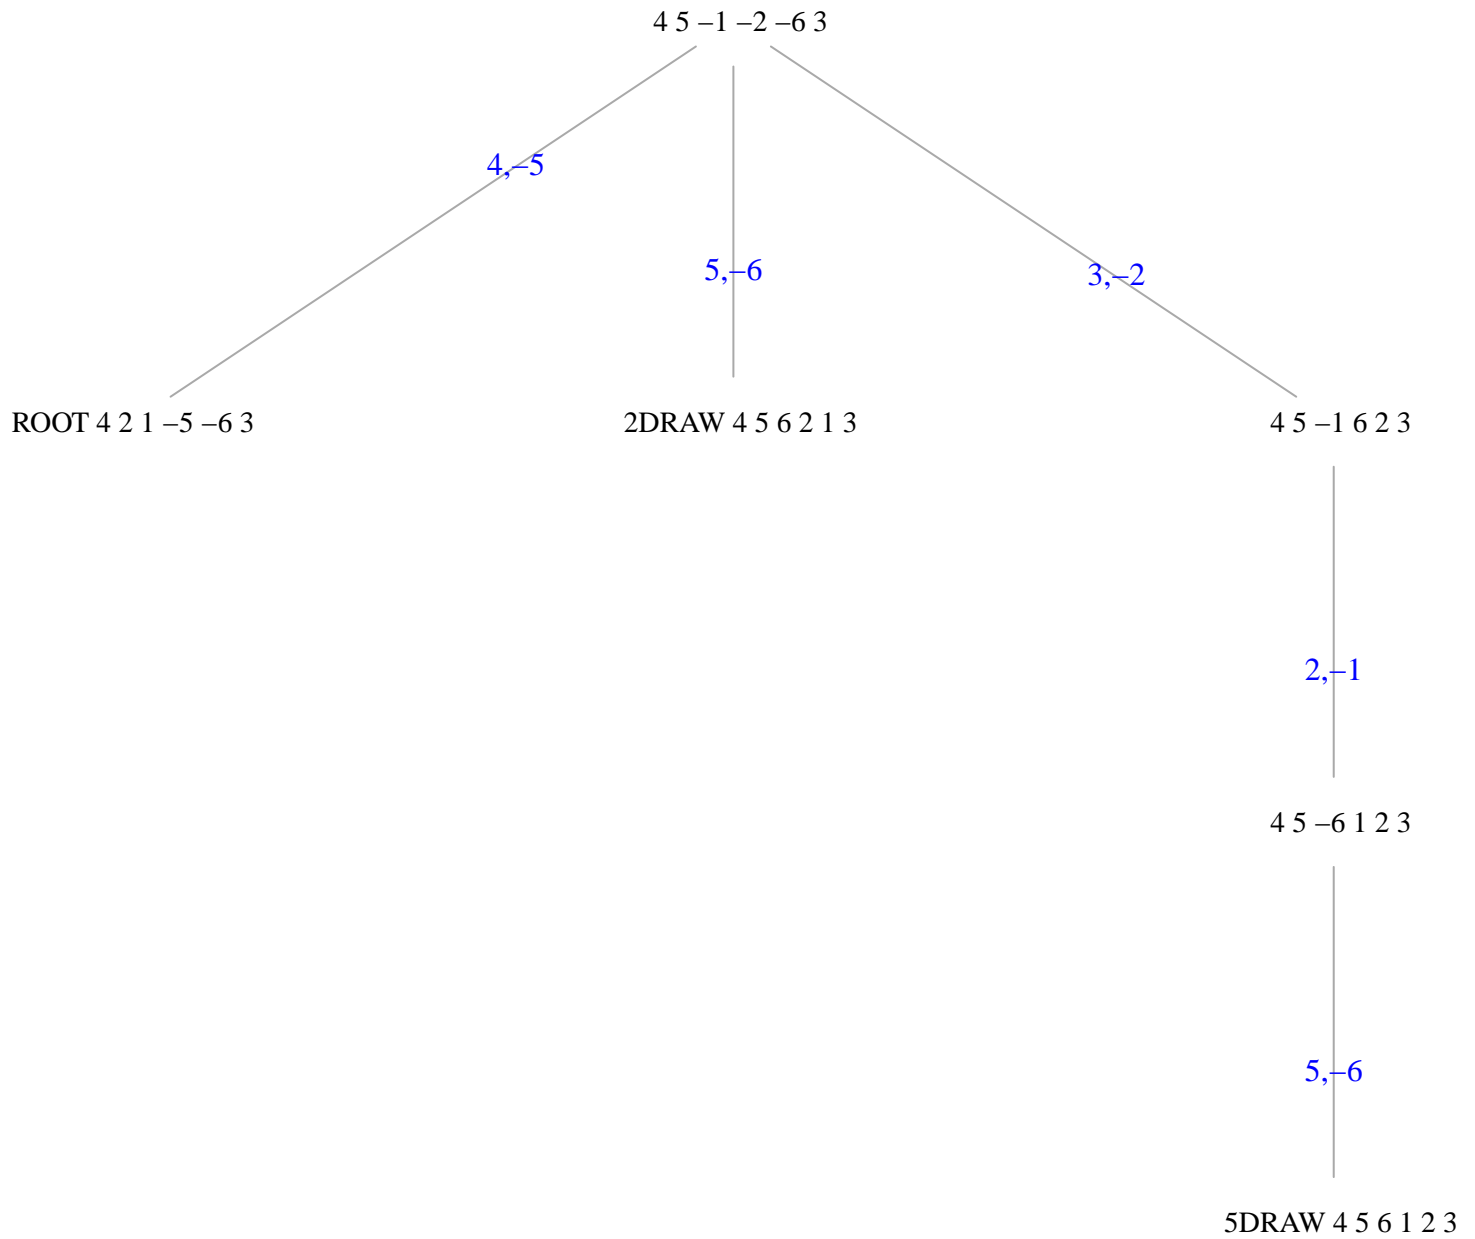 4 5 –1 –2 –6 3
4,–5
5,–6
3,–2
ROOT 4 2 1 –5 –6 3
2DRAW 4 5 6 2 1 3
4 5 –1 6 2 3
2,–1
4 5 –6 1 2 3
5,–6
5DRAW 4 5 6 1 2 3